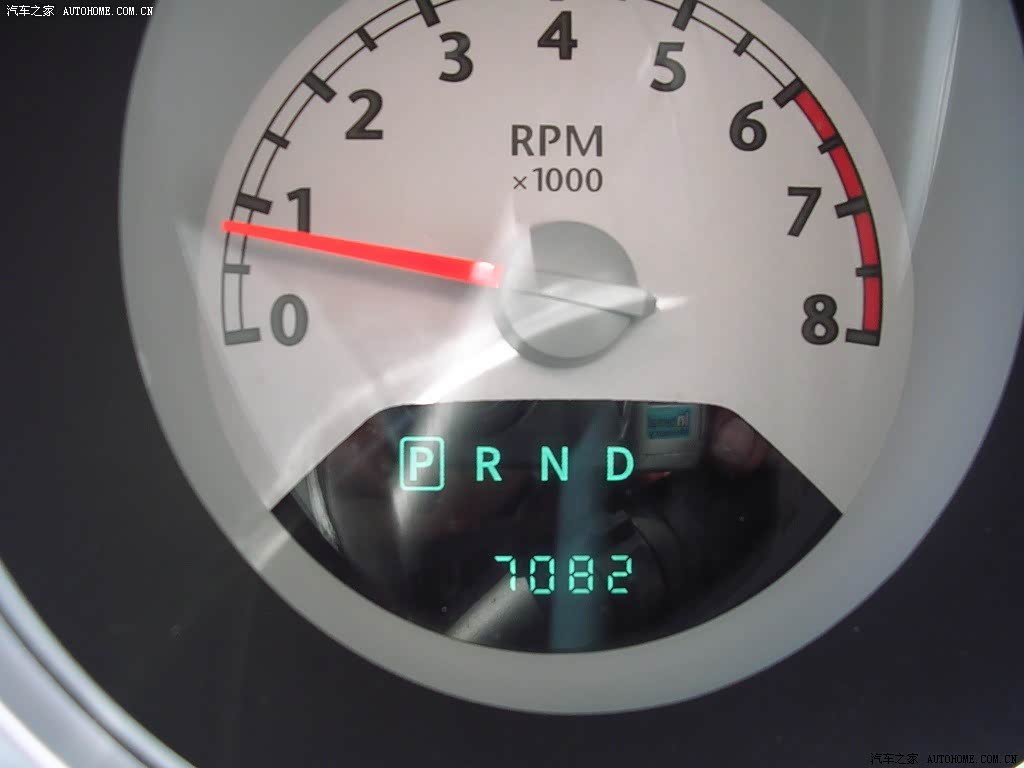 汽车之家 AUTOHOME.COM.CN
0 1 2 3 4 5 6 7 8
RPM
×1000
P R N D
7082
汽车之家 AUTOHOME.COM.CN